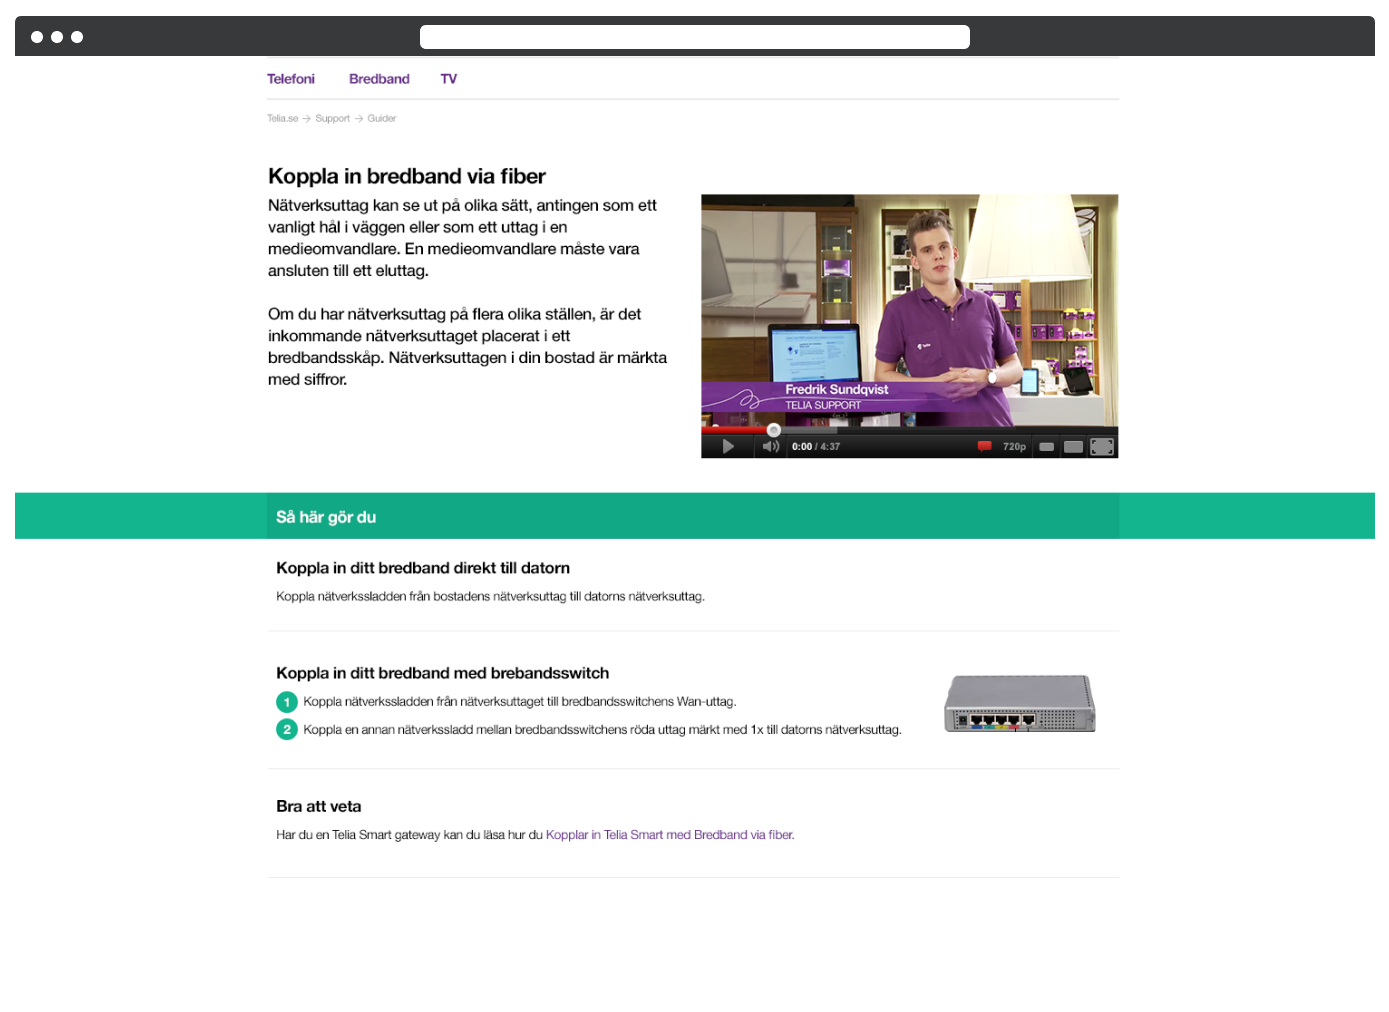 Telefoni Bredband TV
Telia.se → Support → Guider
Koppla in bredband via fiber
Nätverksuttag kan se ut på olika sätt, antingen som ett
vanligt hål i väggen eller som ett uttag i en
medieomvandlare. En medieomvandlare måste vara
ansluten till ett eluttag.
Om du har nätverksuttag på flera olika ställen, är det
inkommande nätverksuttaget placerat i ett
bredbandsskåp. Nätverksuttagen i din bostad är märkta
med siffror.
Telia
Fredrik Sundqvist
TELIA SUPPORT
0:00 / 4:37 720p
Så här gör du
Koppla in ditt bredband direkt till datorn
Koppla nätverkssladden från bostadens nätverksuttag till datorns nätverksuttag.
Koppla in ditt bredband med brebandsswitch
1 Koppla nätverkssladden från nätverksuttaget till bredbandsswitchens Wan-uttag.
2 Koppla en annan nätverkssladd mellan bredbandsswitchens röda uttag märkt med 1x till datorns nätverksuttag.
Bra att veta
Har du en Telia Smart gateway kan du läsa hur du Kopplar in Telia Smart med Bredband via fiber.